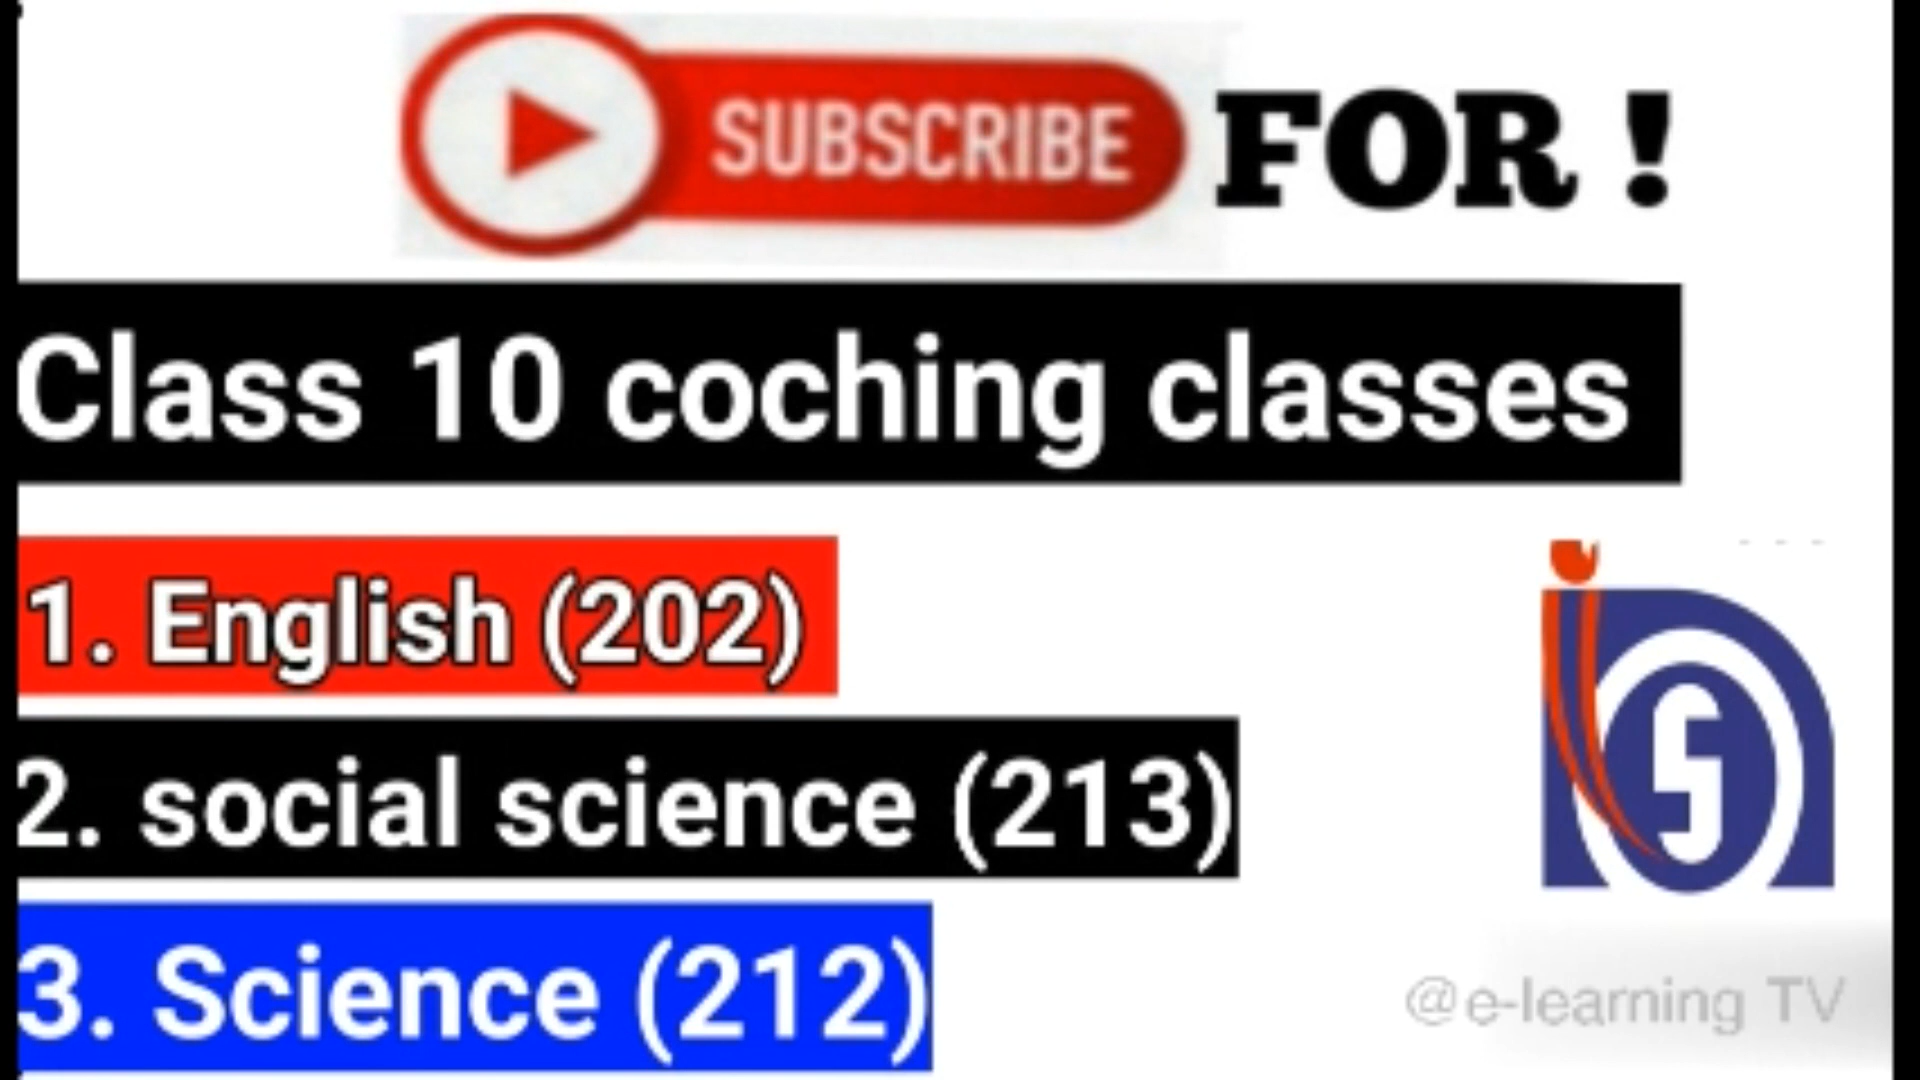 SUBSCRIBE FOR !
Class 10 coching classes
1. English (202)
2. social science (213)
3. Science (212)
@e-learning TV